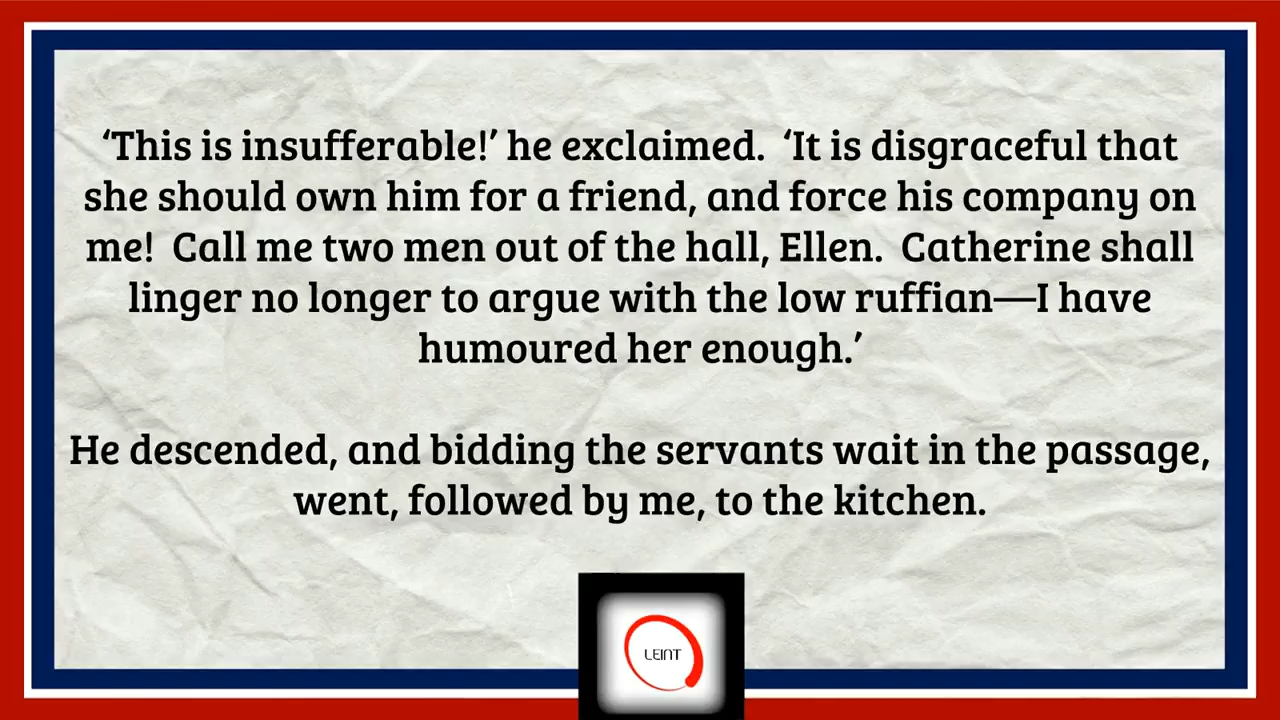 ‘This is insufferable!’ he exclaimed.  ‘It is disgraceful that
she should own him for a friend, and force his company on
me!  Call me two men out of the hall, Ellen.  Catherine shall
linger no longer to argue with the low ruffian—I have
humoured her enough.’
He descended, and bidding the servants wait in the passage,
went, followed by me, to the kitchen.
LEINT